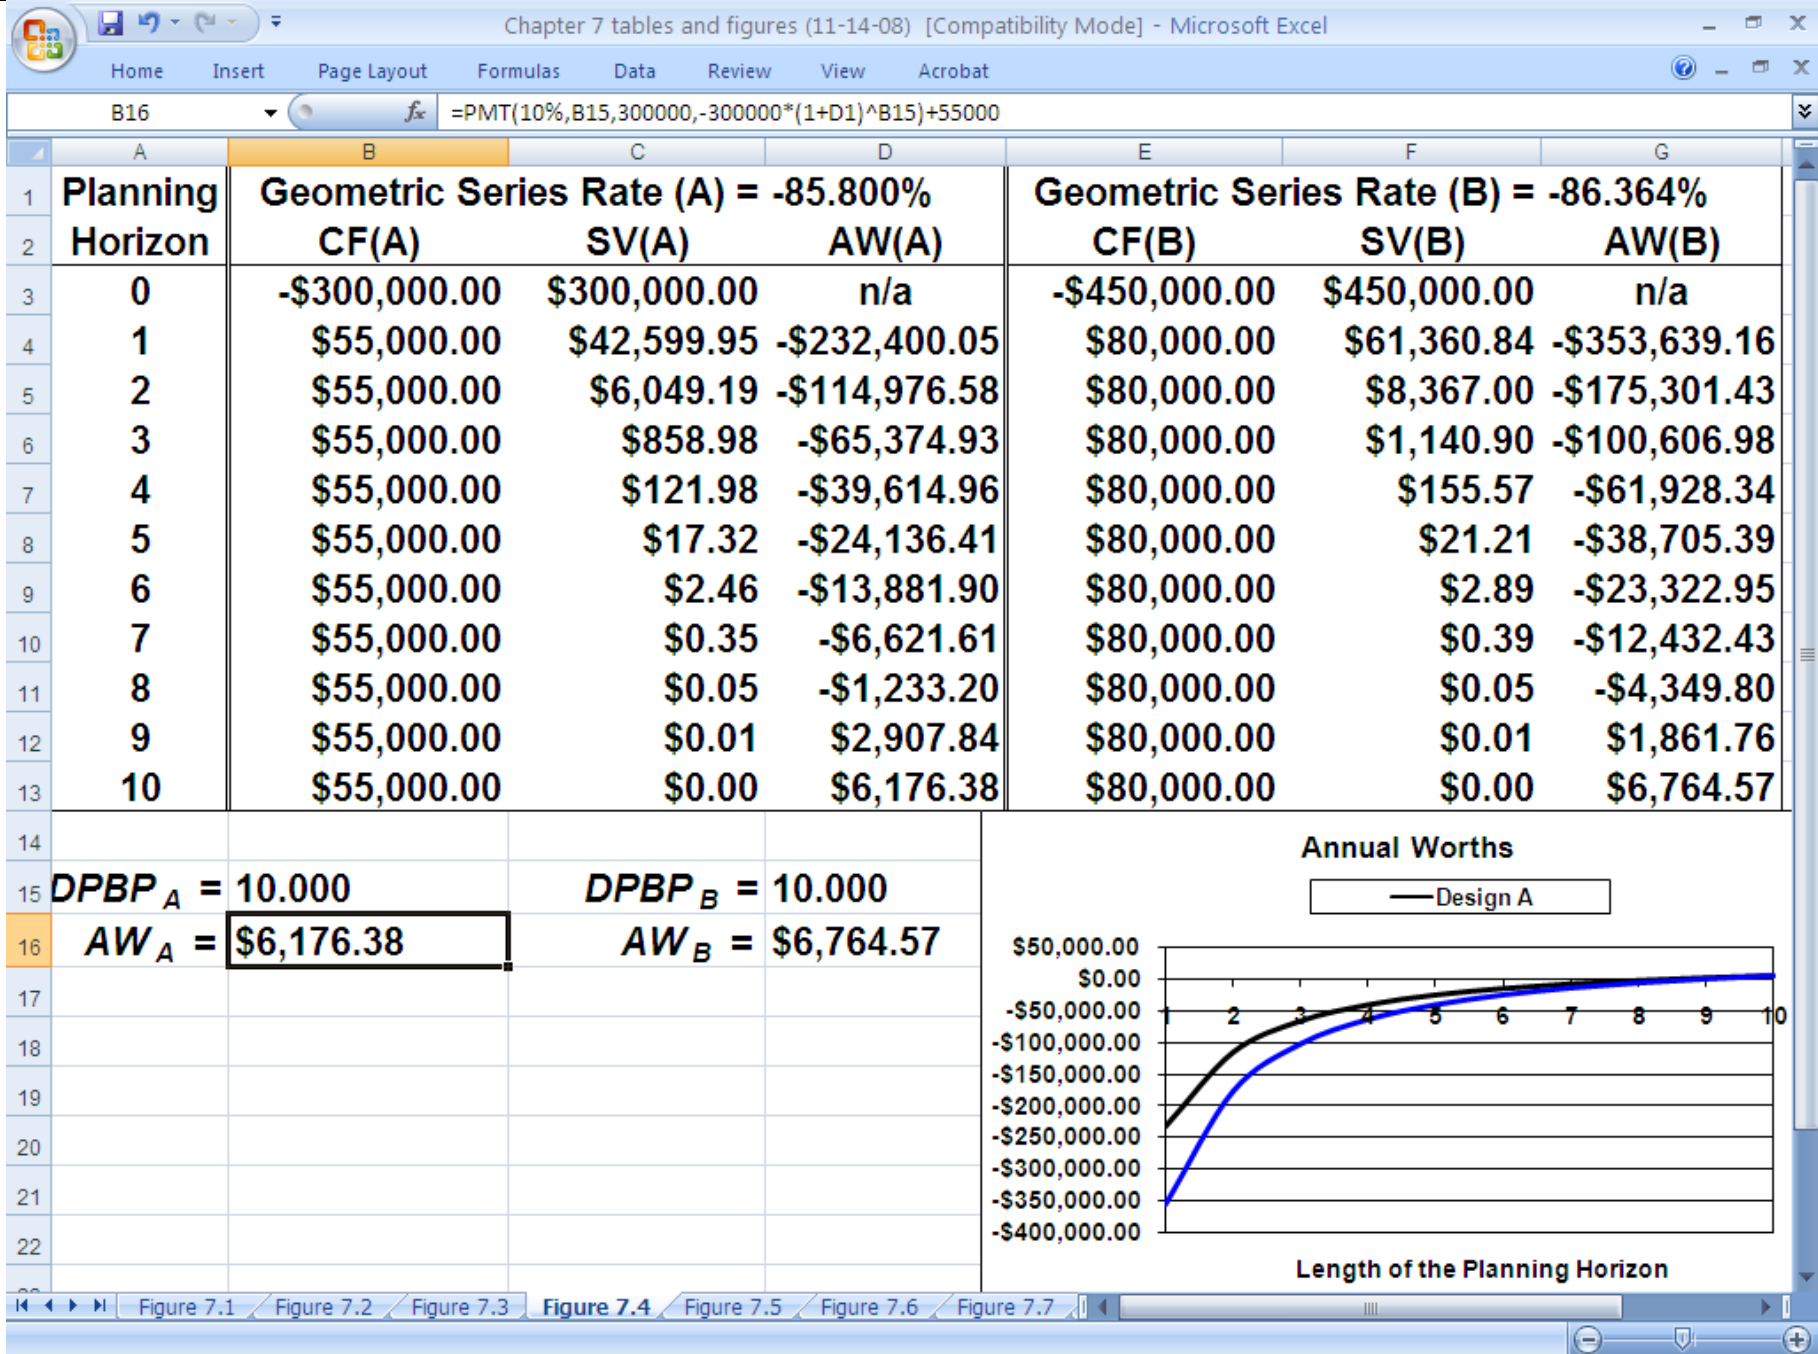 Chapter 7 tables and figures (11-14-08) [Compatibility Mode] - Microsoft Excel
Home Insert Page Layout Formulas Data Review View Acrobat
B16 fx =PMT(10%,B15,300000,-300000*(1+D1)^B15)+55000
A B C D E F G
1 Planning Geometric Series Rate (A) = -85.800% Geometric Series Rate (B) = -86.364%
2 Horizon CF(A) SV(A) AW(A) CF(B) SV(B) AW(B)
3 0 -$300,000.00 $300,000.00 n/a -$450,000.00 $450,000.00 n/a
4 1 $55,000.00 $42,599.95 -$232,400.05 $80,000.00 $61,360.84 -$353,639.16
5 2 $55,000.00 $6,049.19 -$114,976.58 $80,000.00 $8,367.00 -$175,301.43
6 3 $55,000.00 $858.98 -$65,374.93 $80,000.00 $1,140.90 -$100,606.98
7 4 $55,000.00 $121.98 -$39,614.96 $80,000.00 $155.57 -$61,928.34
8 5 $55,000.00 $17.32 -$24,136.41 $80,000.00 $21.21 -$38,705.39
9 6 $55,000.00 $2.46 -$13,881.90 $80,000.00 $2.89 -$23,322.95
10 7 $55,000.00 $0.35 -$6,621.61 $80,000.00 $0.39 -$12,432.43
11 8 $55,000.00 $0.05 -$1,233.20 $80,000.00 $0.05 -$4,349.80
12 9 $55,000.00 $0.01 $2,907.84 $80,000.00 $0.01 $1,861.76
13 10 $55,000.00 $0.00 $6,176.38 $80,000.00 $0.00 $6,764.57
14
15 DPBP A = 10.000 DPBP B = 10.000
16 AW A = $6,176.38 AW B = $6,764.57
17
18
19
20
21
22
Annual Worths
Design A
$50,000.00
$0.00
-$50,000.00
-$100,000.00
-$150,000.00
-$200,000.00
-$250,000.00
-$300,000.00
-$350,000.00
-$400,000.00
1 2 3 4 5 6 7 8 9 10
Length of the Planning Horizon
Figure 7.1 Figure 7.2 Figure 7.3 Figure 7.4 Figure 7.5 Figure 7.6 Figure 7.7